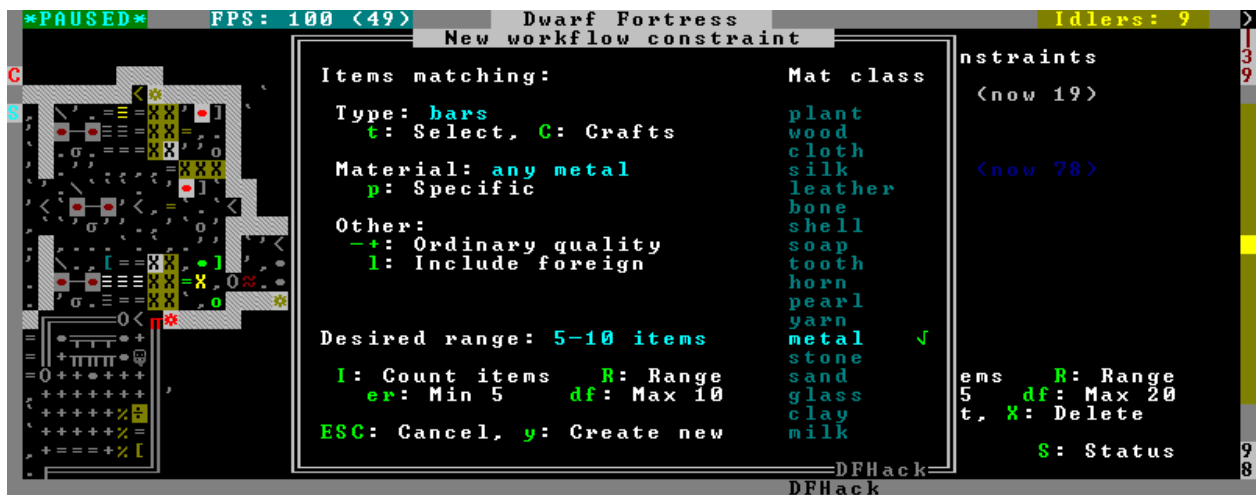 *PAUSED* FPS: 100 (49) Dwarf Fortress Idlers: 9
New workflow constraint
nstraints
Items matching: Mat class
(now 19)
Type: bars plant
t: Select, C: Crafts wood
cloth
Material: any metal silk (now 78)
p: Specific leather
bone
Other: shell
-+: Ordinary quality soap
l: Include foreign tooth
horn
pearl
yarn
Desired range: 5-10 items metal √
stone
I: Count items R: Range sand ems R: Range
er: Min 5 df: Max 10 glass 5 df: Max 20
clay t, X: Delete
ESC: Cancel, y: Create new milk
S: Status
DFHack
DFHack